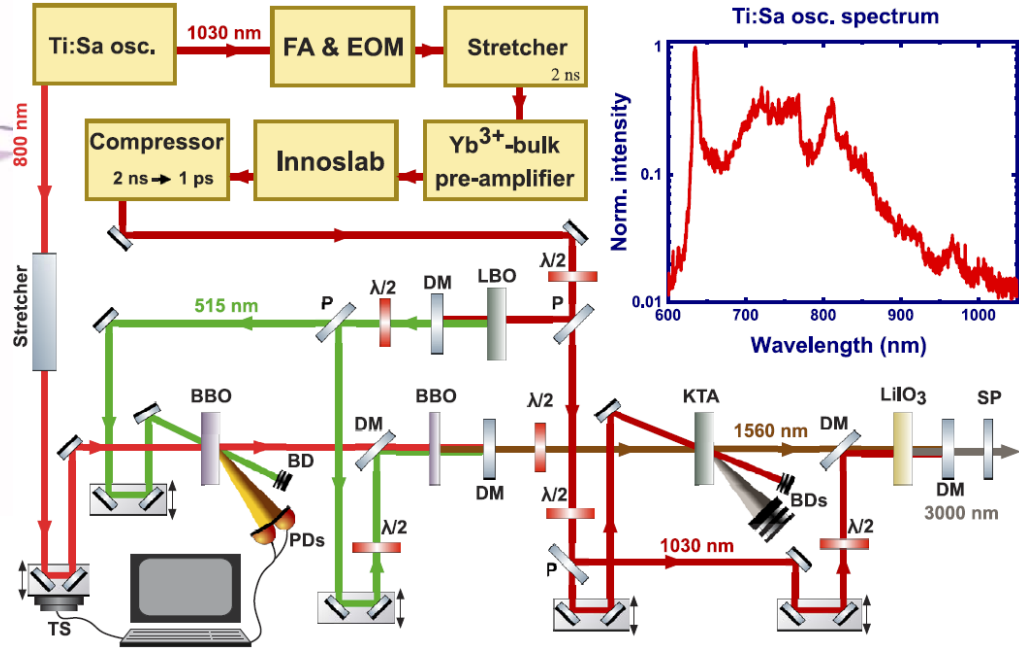 Ti:Sa osc.
1030 nm
FA & EOM
Stretcher
2 ns
Compressor
2 ns → 1 ps
Innoslab
Yb³⁺-bulk
pre-amplifier
800 nm
Stretcher
Ti:Sa osc. spectrum
Norm. intensity
1
0.1
0.01
600
700
800
900
1000
Wavelength (nm)
λ/2
P
LBO
DM
λ/2
P
515 nm
BBO
BD
PDs
DM
BBO
DM
λ/2
λ/2
λ/2
P
KTA
BDs
1560 nm
1030 nm
DM
λ/2
LiIO₃
DM
SP
3000 nm
TS